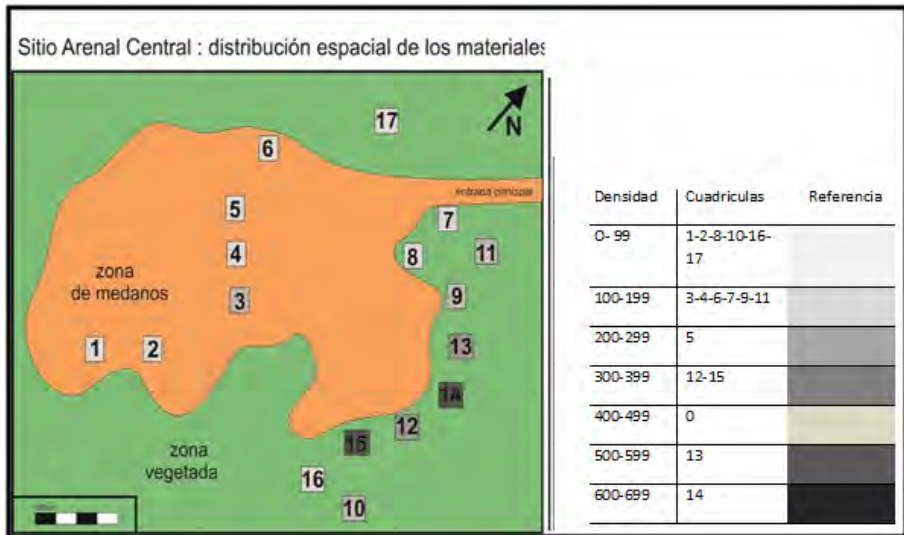 Sitio Arenal Central : distribución espacial de los materiales
N
17
6
entrada principal
5
7
4
8
11
zona
de medanos
3
9
1
2
13
14
12
15
zona
vegetada
16
10
Densidad Cuadriculas Referencia
0- 99 1-2-8-10-16-
17
100-199 3-4-6-7-9-11
200-299 5
300-399 12-15
400-499 0
500-599 13
600-699 14